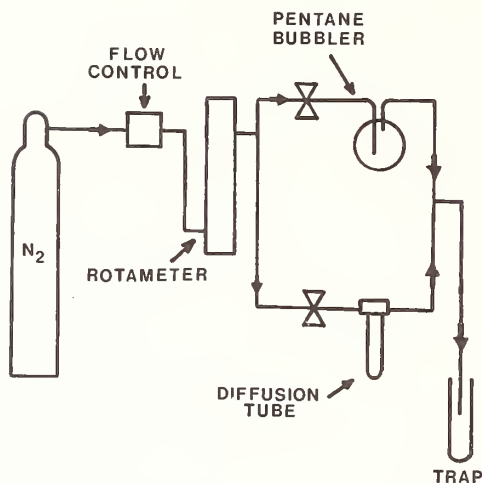 FLOW
CONTROL
PENTANE
BUBBLER
N₂
ROTAMETER
DIFFUSION
TUBE
TRAP